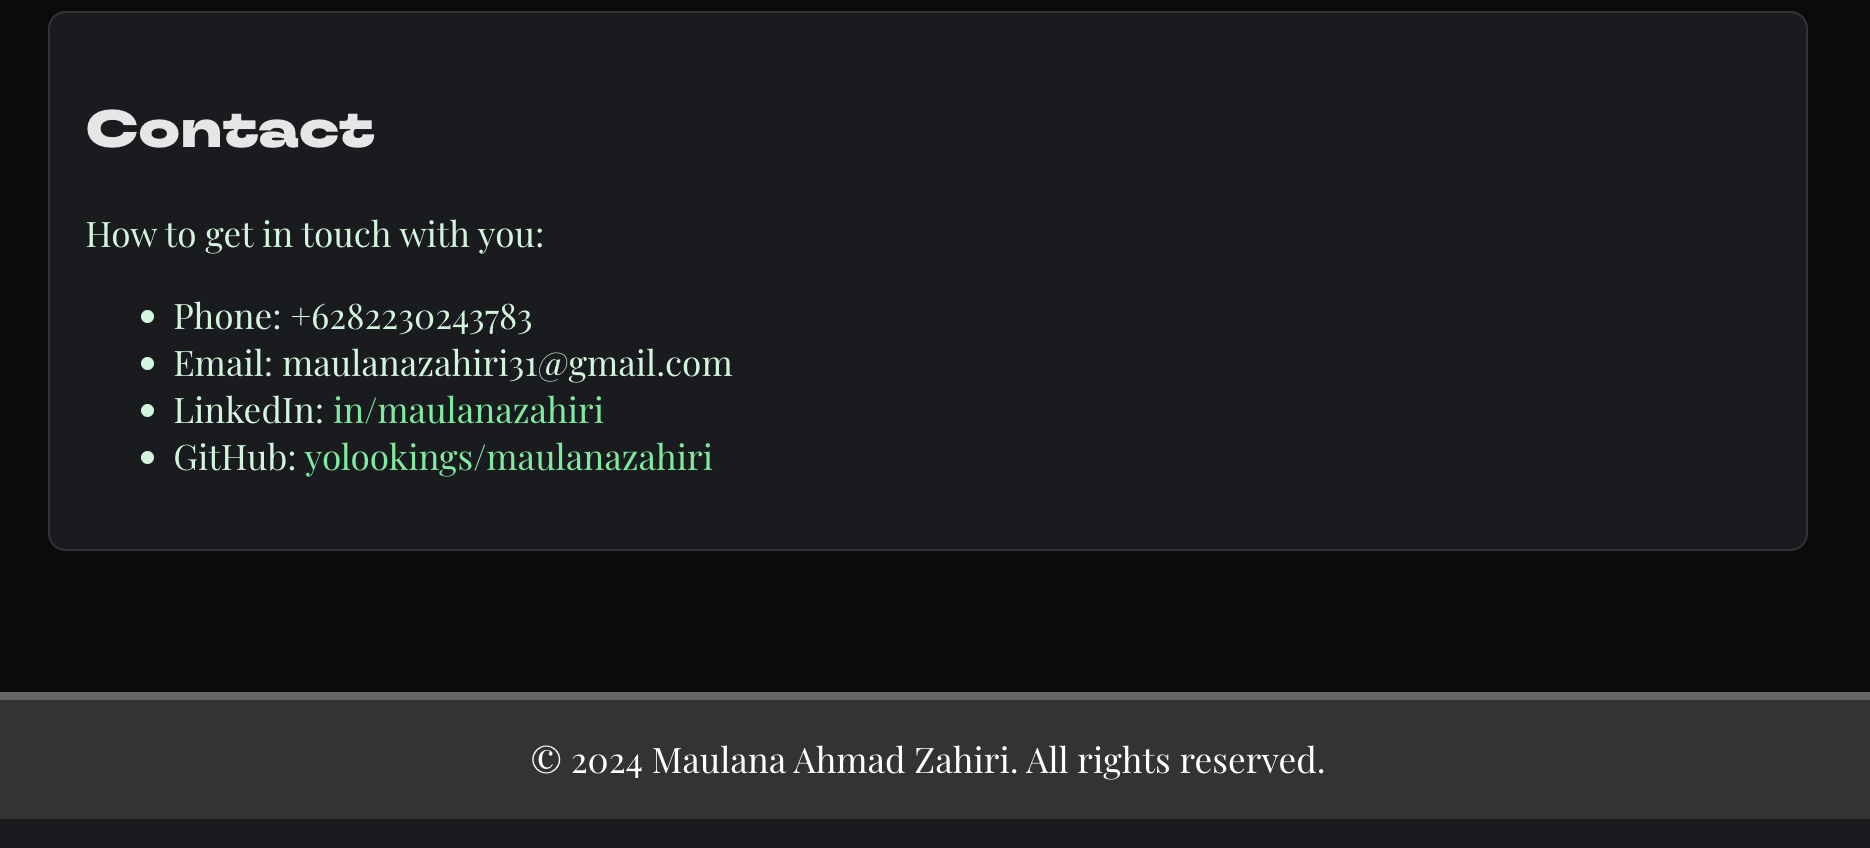 Contact
How to get in touch with you:
Phone: +6282230243783
Email: maulanazahiri31@gmail.com
LinkedIn: in/maulanazahiri
GitHub: yolookings/maulanazahiri
© 2024 Maulana Ahmad Zahiri. All rights reserved.